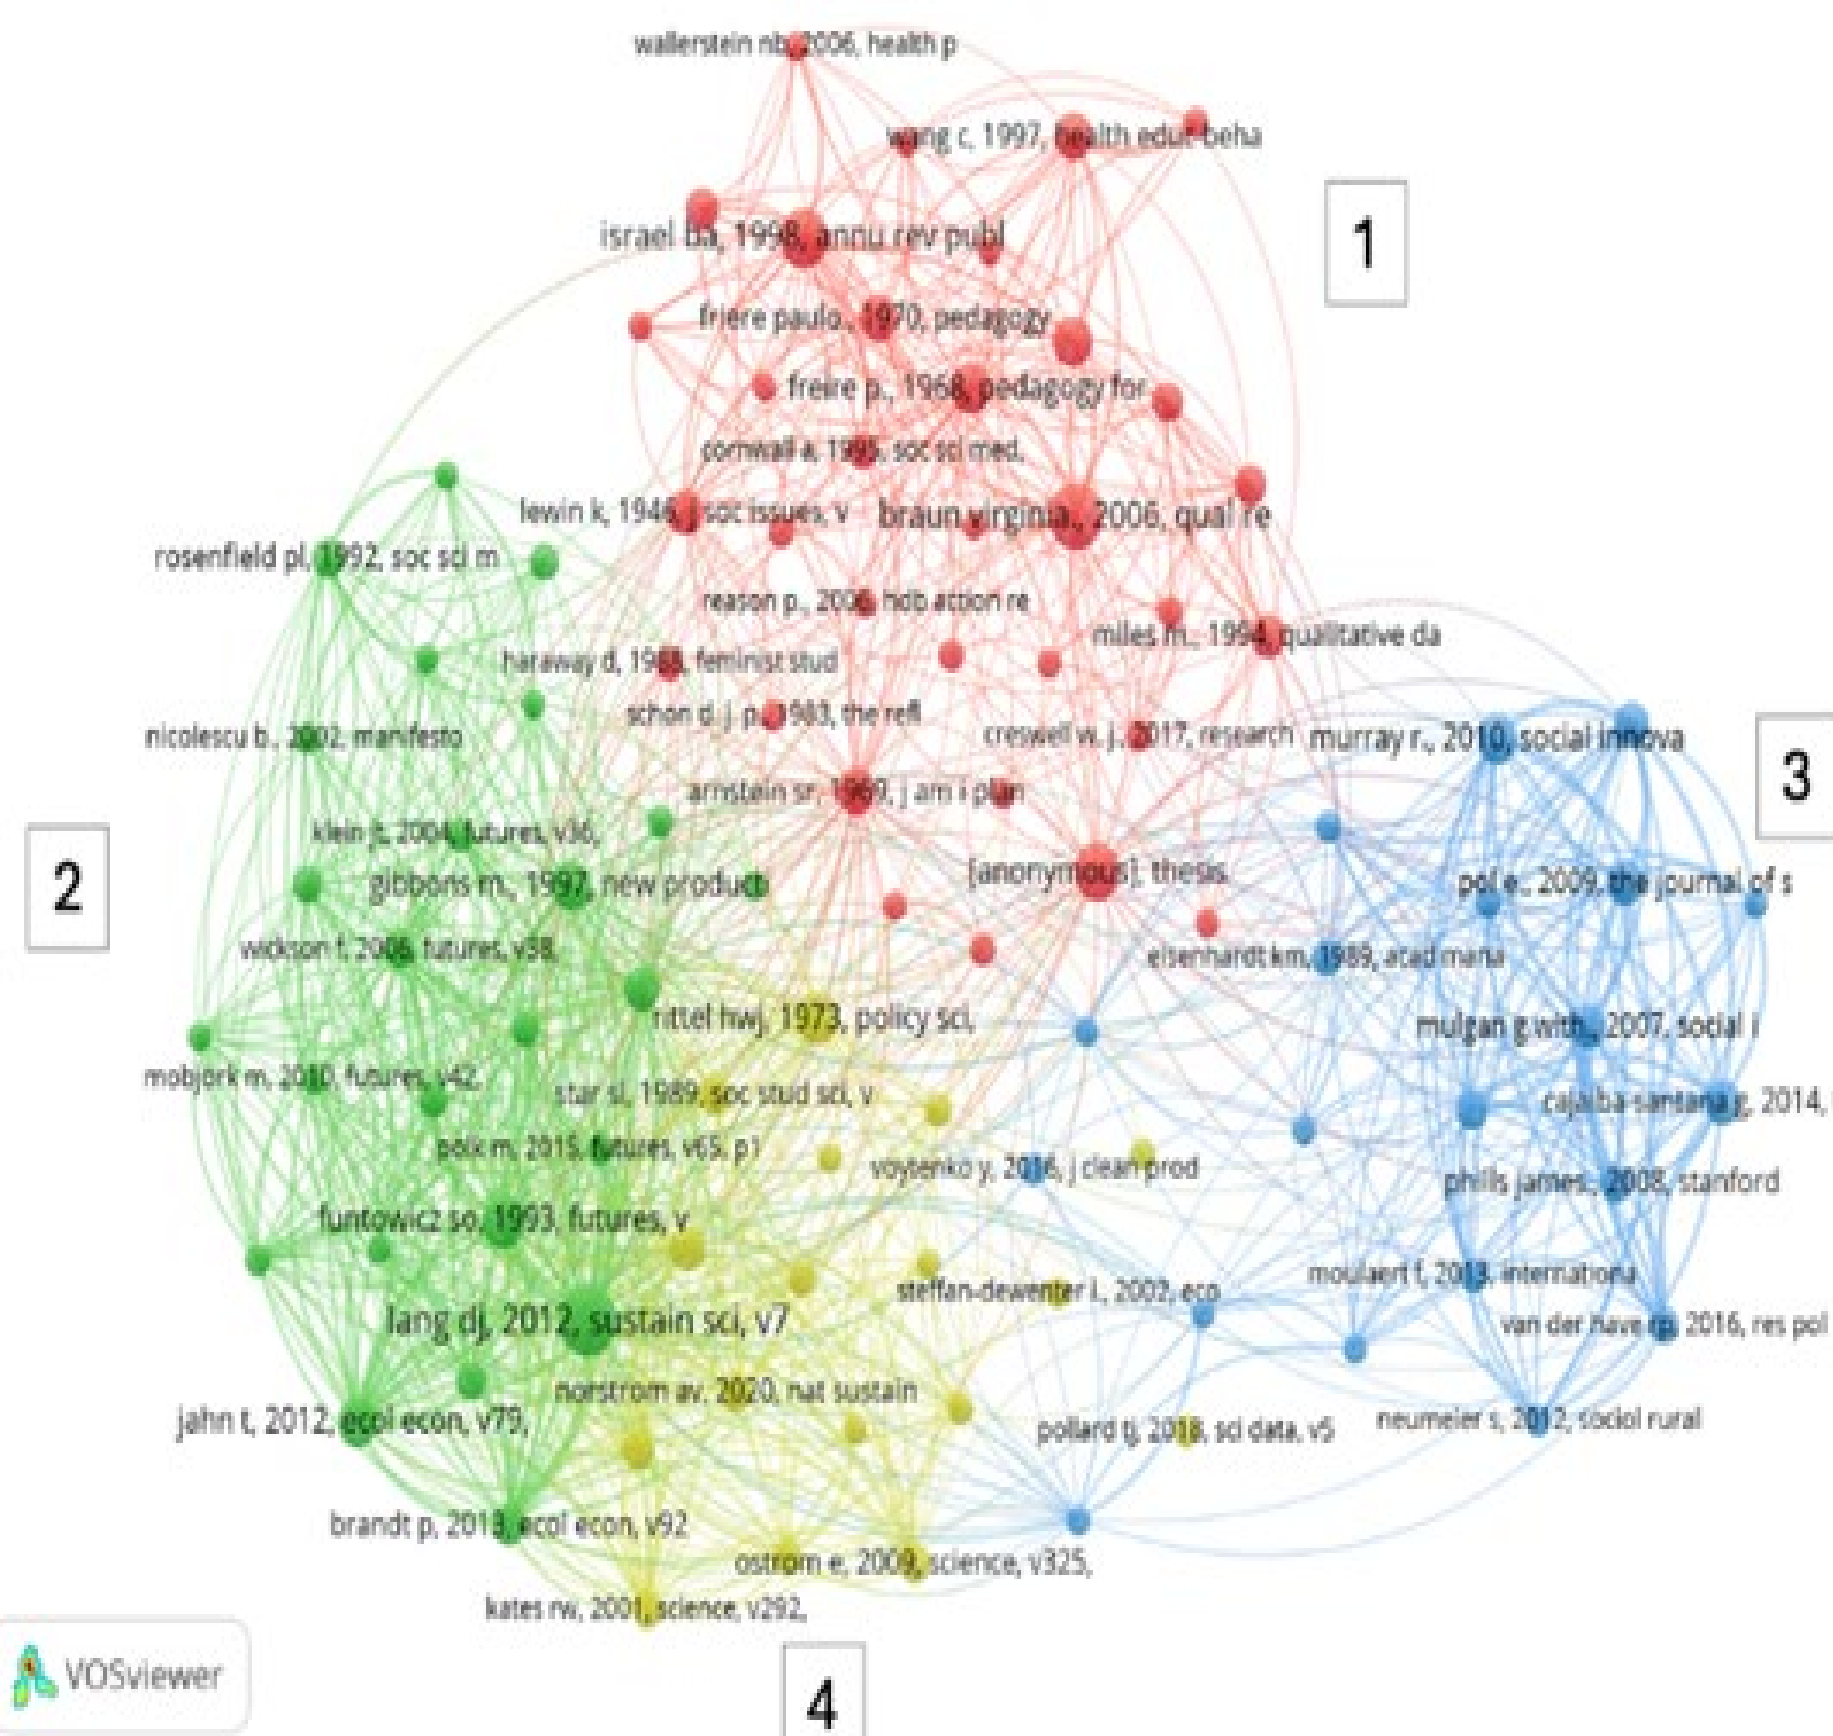 wallerstein nb, 2006, health p
wang c, 1997, health educ beha
1
israel ba, 1998, annu rev publ
friere paulo., 1970, pedagogy
freire p., 1968, pedagogy for
cornwall a, 1995, soc sci med,
lewin k, 1946, j soc issues, v
braun virginia., 2006, qual re
rosenfield pl, 1992, soc sci m
reason p., 2006, hdb action re
miles m., 1994, qualitative da
haraway d, 1988, feminist stud
schon d. j. p., 1983, the refl
nicolescu b., 2002, manifesto
creswell w. j., 2017, research
murray r., 2010, social innova
3
arnstein sr, 1969, j am i plan
klein jt, 2004, futures, v36,
2
gibbons m., 1997, new product
[anonymous], thesis
pol e., 2009, the journal of s
wickson f, 2006, futures, v38,
eisenhardt km, 1989, acad mana
rittel hwj, 1973, policy sci,
mulgan g with., 2007, social i
mobjork m, 2010, futures, v42,
star sl, 1989, soc stud sci, v
cajaiba-santana g, 2014,
polk m, 2015, futures, v65, p1
voytenko y, 2016, j clean prod
phills james., 2008, stanford
funtowicz so, 1993, futures, v
moulaert f, 2013, internationa
steffan-dewenter i., 2002, eco
lang dj, 2012, sustain sci, v7
van der have rp, 2016, res pol
norstrom av, 2020, nat sustain
jahn t, 2012, ecol econ, v79,
pollard tj, 2018, sci data, v5
neumeier s, 2012, sociol rural
brandt p, 2013, ecol econ, v92
ostrom e, 2009, science, v325,
kates rw, 2001, science, v292,
VOSviewer
4